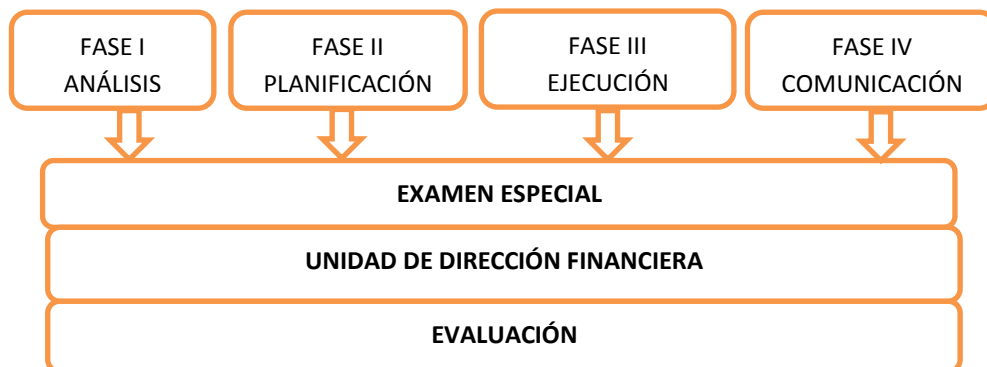 FASE I
ANÁLISIS
FASE II
PLANIFICACIÓN
FASE III
EJECUCIÓN
FASE IV
COMUNICACIÓN
EXAMEN ESPECIAL
UNIDAD DE DIRECCIÓN FINANCIERA
EVALUACIÓN